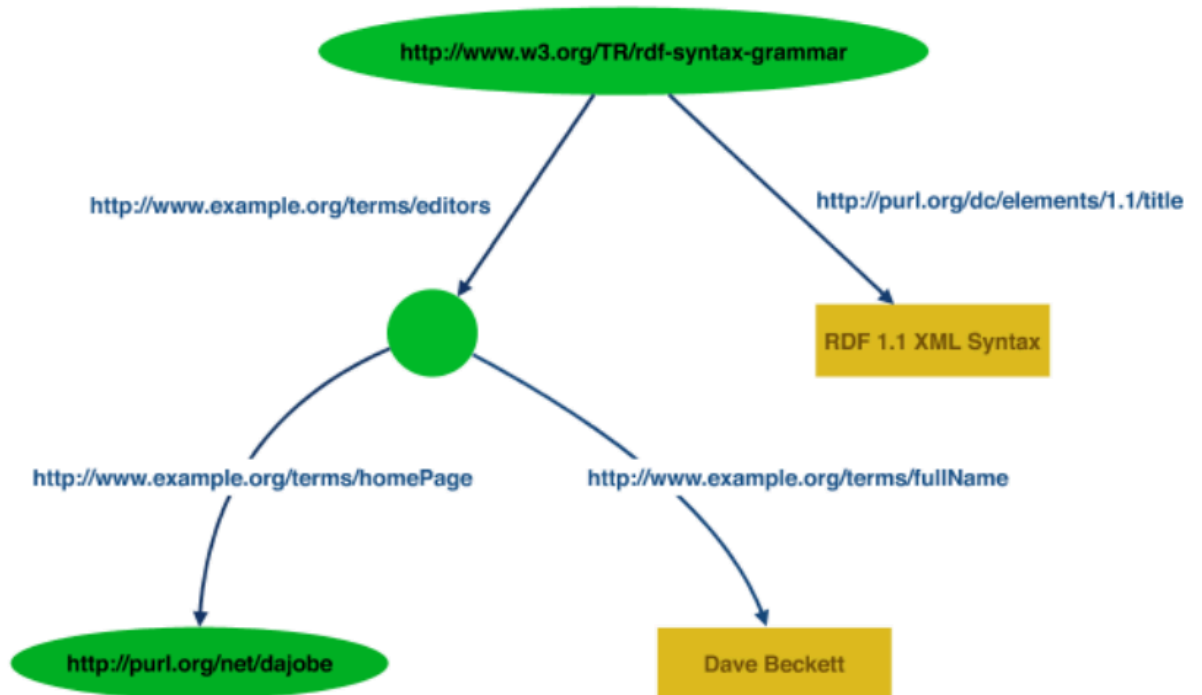 http://www.w3.org/TR/rdf-syntax-grammar
http://www.example.org/terms/editors
http://purl.org/dc/elements/1.1/title
RDF 1.1 XML Syntax
http://www.example.org/terms/homePage
http://www.example.org/terms/fullName
http://purl.org/net/dajobe
Dave Beckett